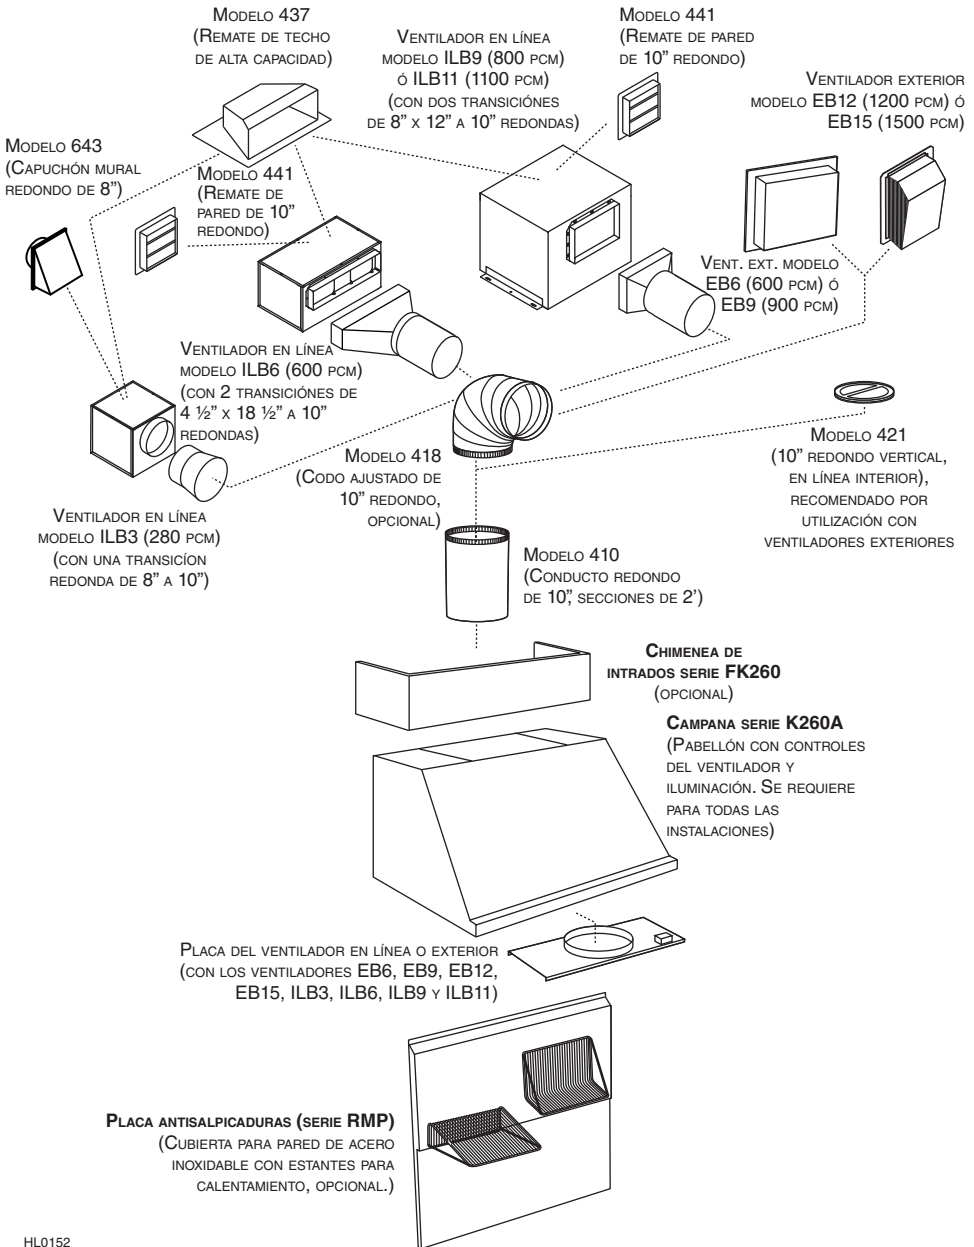 MODELO 437
(REMATE DE TECHO
DE ALTA CAPACIDAD)
VENTILADOR EN LÍNEA
MODELO ILB9 (800 PCM)
Ó ILB11 (1100 PCM)
(CON DOS TRANSICIÓNES
DE 8” X 12” A 10” REDONDAS)
MODELO 441
(REMATE DE PARED
DE 10” REDONDO)
VENTILADOR EXTERIOR
MODELO EB12 (1200 PCM) Ó
EB15 (1500 PCM)
MODELO 643
(CAPUCHÓN MURAL
REDONDO DE 8”)
MODELO 441
(REMATE DE
PARED DE 10”
REDONDO)
VENT. EXT. MODELO
EB6 (600 PCM) Ó
EB9 (900 PCM)
VENTILADOR EN LÍNEA
MODELO ILB6 (600 PCM)
(CON 2 TRANSICIÓNES DE
4 ½” X 18 ½” A 10”
REDONDAS)
MODELO 418
(CODO AJUSTADO DE
10” REDONDO,
OPCIONAL)
MODELO 421
(10” REDONDO VERTICAL,
EN LÍNEA INTERIOR),
RECOMENDADO POR
UTILIZACIÓN CON
VENTILADORES EXTERIORES
VENTILADOR EN LÍNEA
MODELO ILB3 (280 PCM)
(CON UNA TRANSICÍON
REDONDA DE 8” A 10”)
MODELO 410
(CONDUCTO REDONDO
DE 10”, SECCIONES DE 2’)
CHIMENEA DE
INTRADOS SERIE FK260
(OPCIONAL)
CAMPANA SERIE K260A
(PABELLÓN CON CONTROLES
DEL VENTILADOR Y
ILUMINACIÓN. SE REQUIERE
PARA TODAS LAS
INSTALACIONES)
PLACA DEL VENTILADOR EN LÍNEA O EXTERIOR
(CON LOS VENTILADORES EB6, EB9, EB12,
EB15, ILB3, ILB6, ILB9 Y ILB11)
PLACA ANTISALPICADURAS (SERIE RMP)
(CUBIERTA PARA PARED DE ACERO
INOXIDABLE CON ESTANTES PARA
CALENTAMIENTO, OPCIONAL.)
HL0152